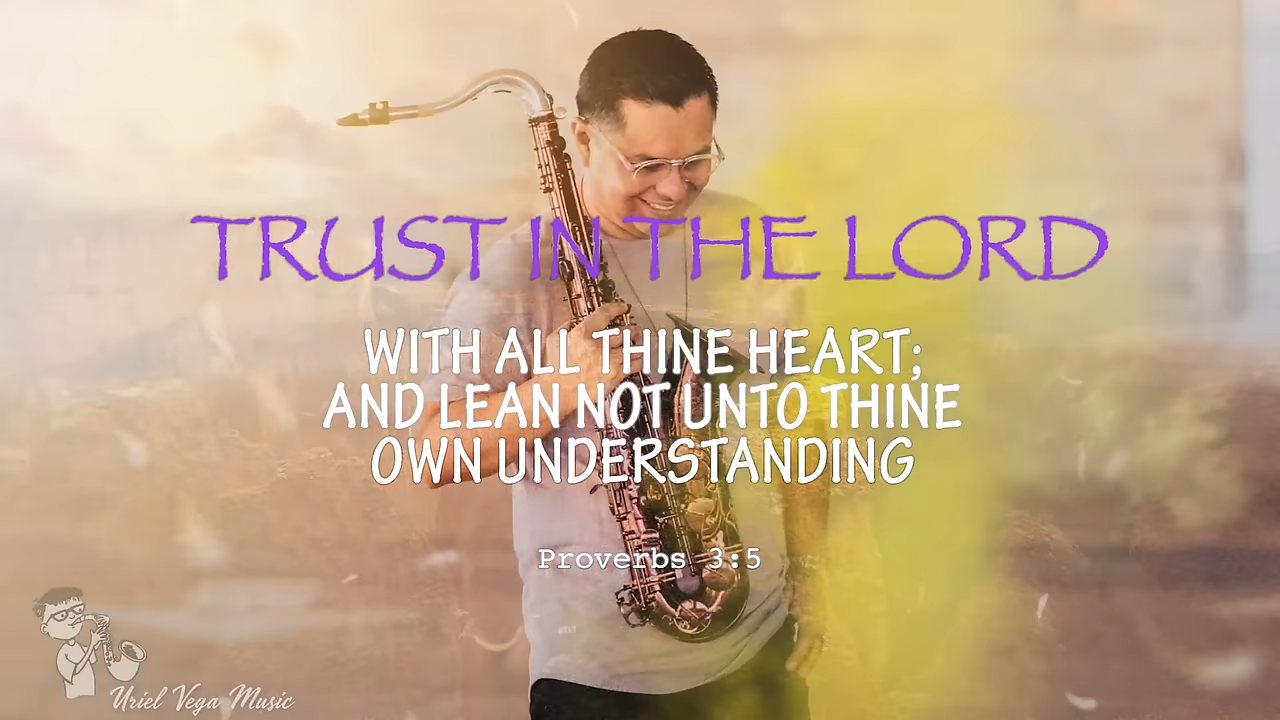 TRUST IN THE LORD
WITH ALL THINE HEART;
AND LEAN NOT UNTO THINE
OWN UNDERSTANDING
Proverbs 3:5
Uriel Vega Music